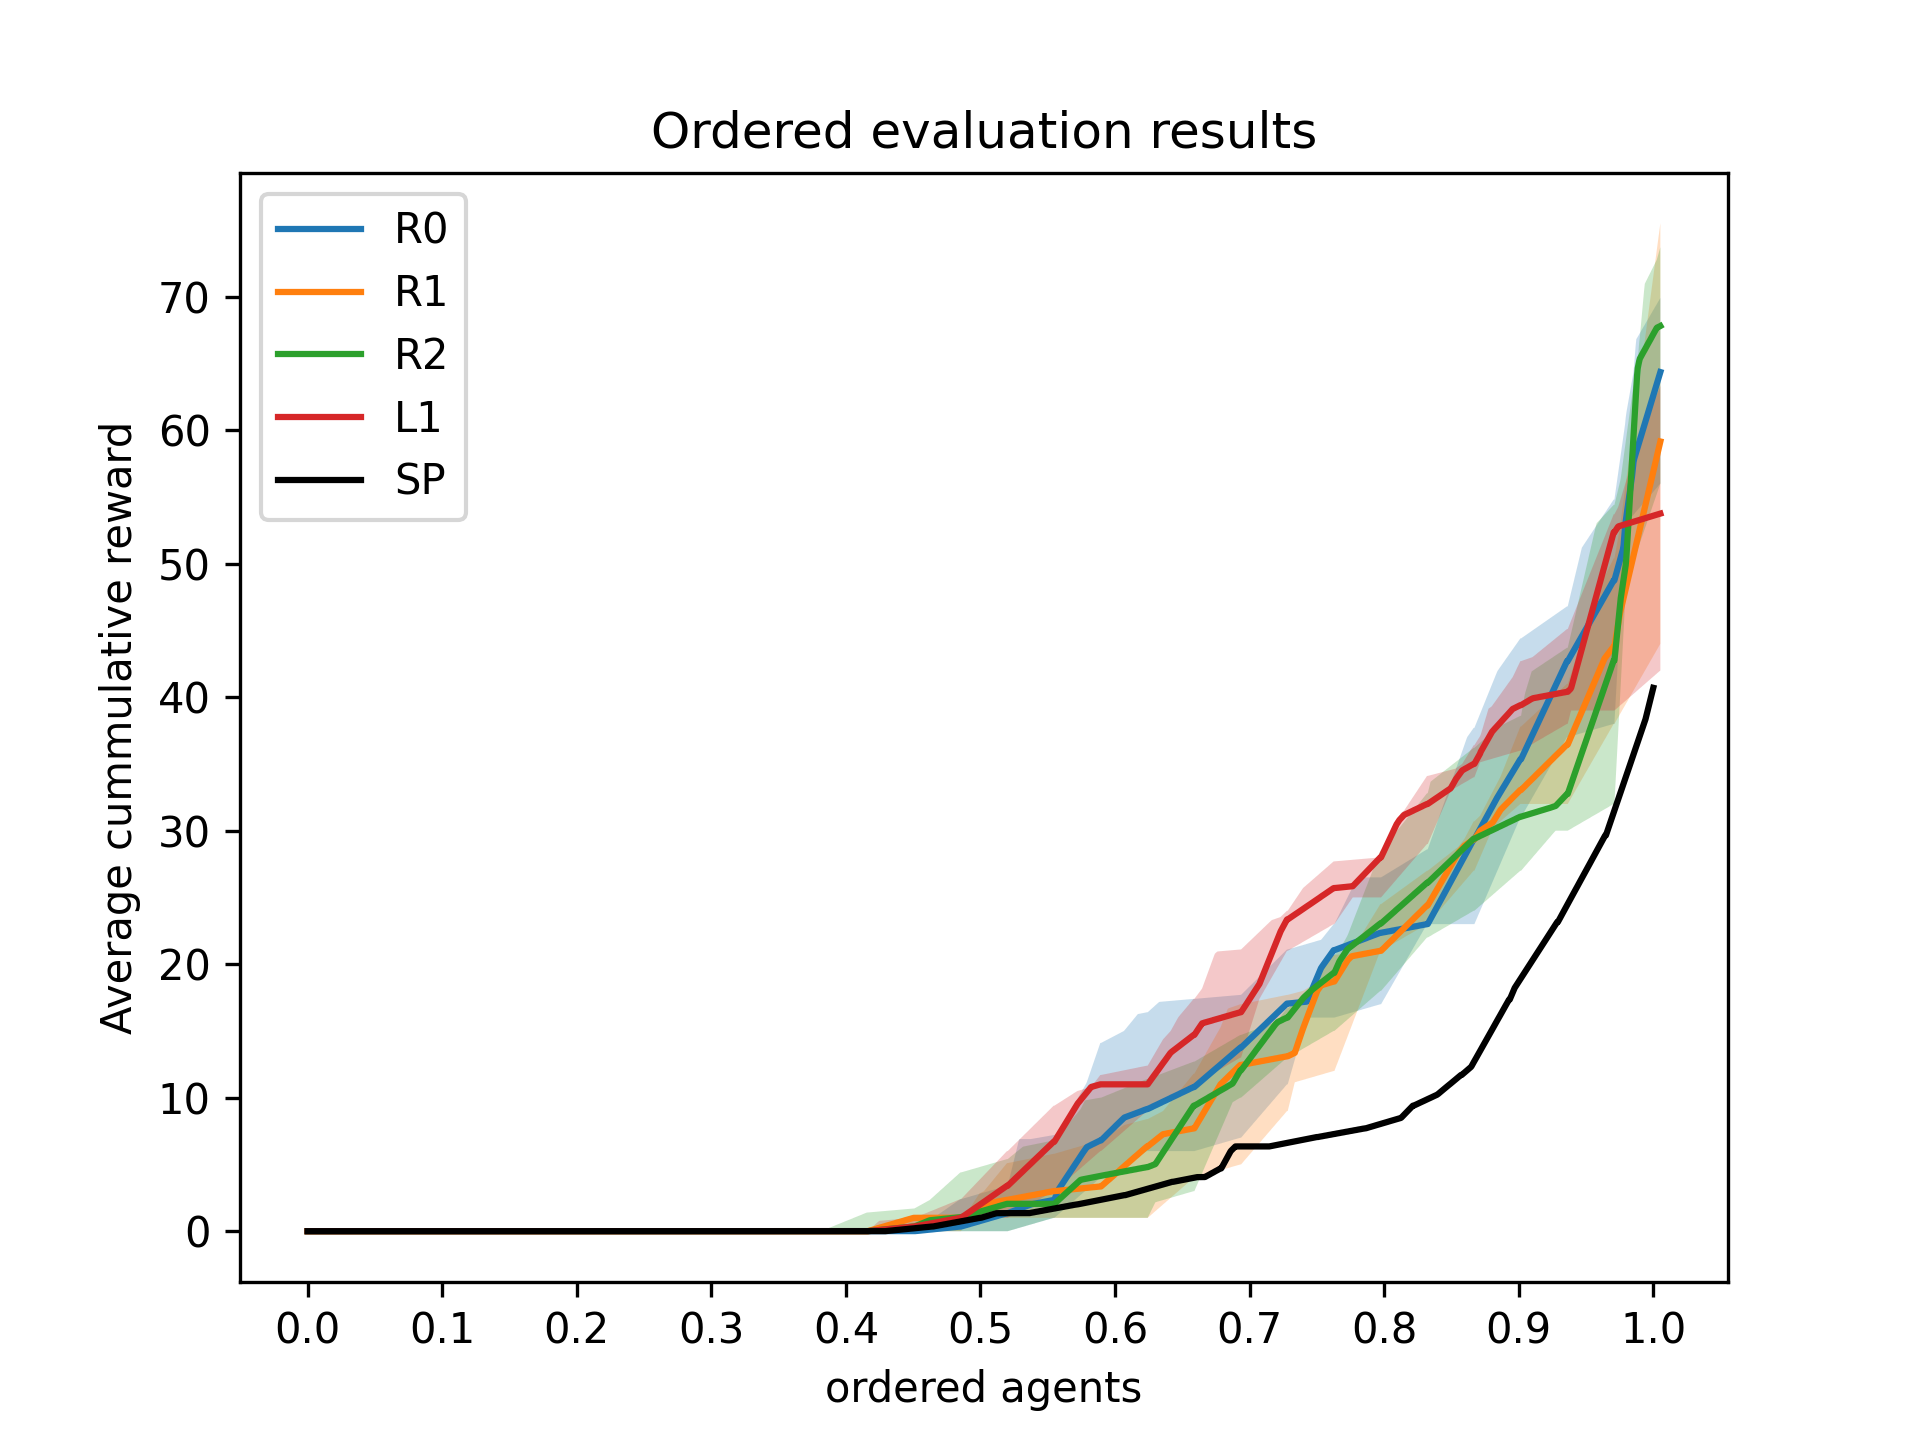 Ordered evaluation results
R0
R1
R2
L1
SP
Average cummulative reward
70
60
50
40
30
20
10
0
0.0 0.1 0.2 0.3 0.4 0.5 0.6 0.7 0.8 0.9 1.0
ordered agents